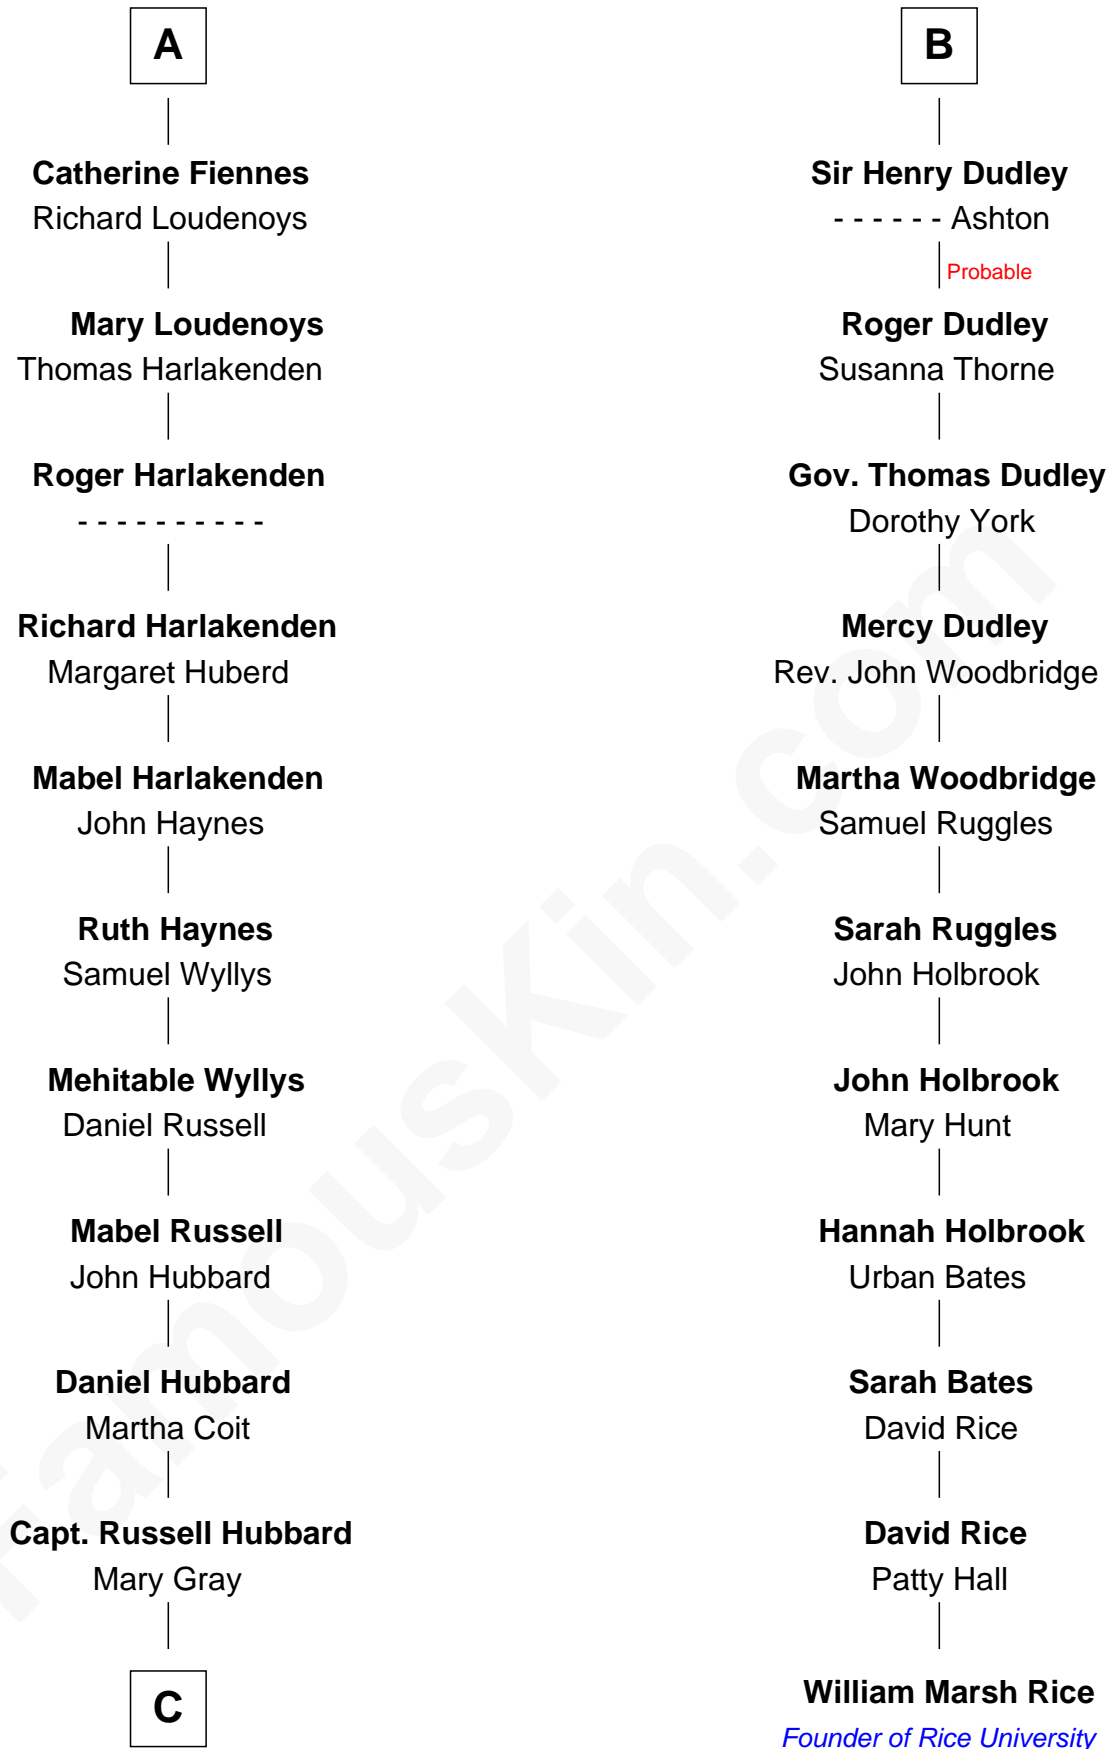 A
Catherine Fiennes
Richard Loudenoys
Mary Loudenoys
Thomas Harlakenden
Roger Harlakenden
- - - - - - - - - -
Richard Harlakenden
Margaret Huberd
Mabel Harlakenden
John Haynes
Ruth Haynes
Samuel Wyllys
Mehitable Wyllys
Daniel Russell
Mabel Russell
John Hubbard
Daniel Hubbard
Martha Coit
Capt. Russell Hubbard
Mary Gray
C
B
Sir Henry Dudley
- - - - - - Ashton
Probable
Roger Dudley
Susanna Thorne
Gov. Thomas Dudley
Dorothy York
Mercy Dudley
Rev. John Woodbridge
Martha Woodbridge
Samuel Ruggles
Sarah Ruggles
John Holbrook
John Holbrook
Mary Hunt
Hannah Holbrook
Urban Bates
Sarah Bates
David Rice
David Rice
Patty Hall
William Marsh Rice
Founder of Rice University
FamousKin.com